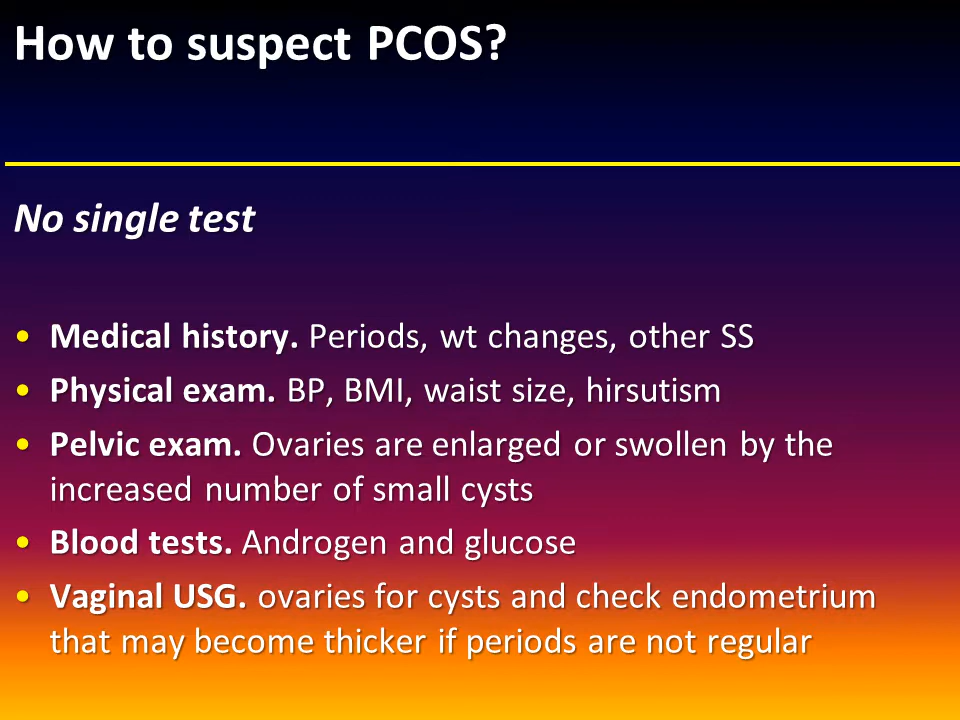 How to suspect PCOS?
No single test
• Medical history. Periods, wt changes, other SS
• Physical exam. BP, BMI, waist size, hirsutism
• Pelvic exam. Ovaries are enlarged or swollen by the
increased number of small cysts
• Blood tests. Androgen and glucose
• Vaginal USG. ovaries for cysts and check endometrium
that may become thicker if periods are not regular